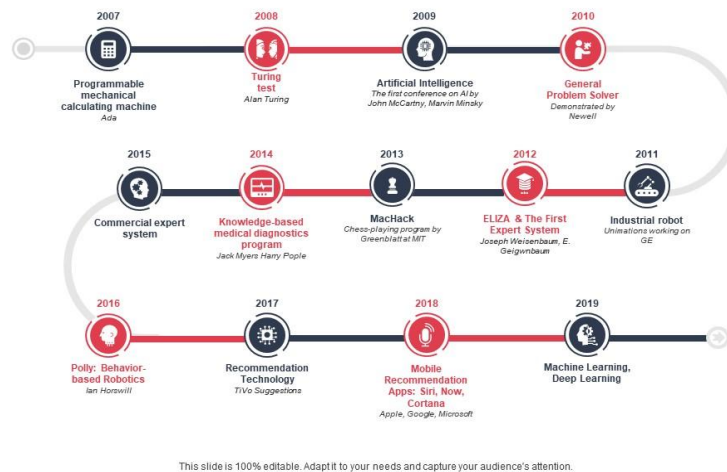 2007
2008
2009
2010
Programmable
mechanical
calculating machine
Ada
Turing
test
Alan Turing
Artificial Intelligence
The first conference on AI by
John McCartny, Marvin Minsky
General
Problem Solver
Demonstrated by
Newell
2015
2014
2013
2012
2011
Commercial expert
system
Knowledge-based
medical diagnostics
program
Jack Myers Harry Pople
MacHack
Chess-playing program by
Greenblatt at MIT
ELIZA & The First
Expert System
Joseph Weisenbaum, E.
Geigwnbaum
Industrial robot
Unimations working on
GE
2016
2017
2018
2019
Polly: Behavior-
based Robotics
Ian Horswill
Recommendation
Technology
TiVo Suggestions
Mobile
Recommendation
Apps: Siri, Now,
Cortana
Apple, Google, Microsoft
Machine Learning,
Deep Learning
This slide is 100% editable. Adapt it to your needs and capture your audience's attention.